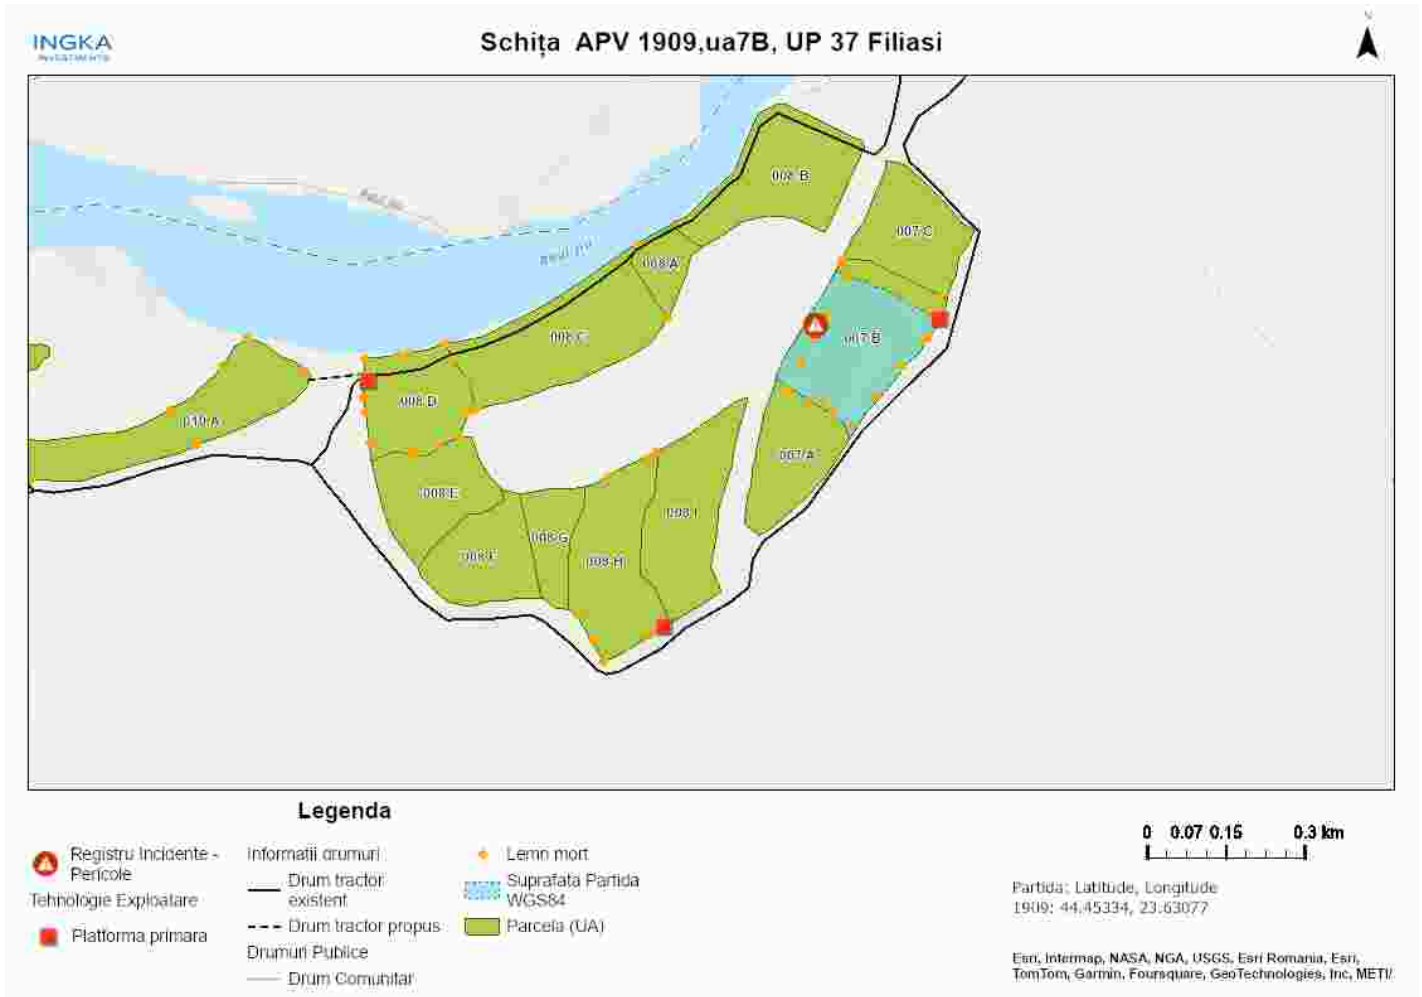 INGKA
INVESTMENTS
Schița APV 1909,ua7B, UP 37 Filiasi
N
008 B
007 C
008 A
008 C
007 B
008 D
010 A
007 A
008 E
008 I
008 G
008 F
008 H
Legenda
Registru Incidente -
Pericole
Tehnologie Exploatare
Platforma primara
Informatii drumuri
Drum tractor
existent
Drum tractor propus
Drumuri Publice
Drum Comunitar
Lemn mort
Suprafata Partida
WGS84
Parcela (UA)
0 0.07 0.15 0.3 km
Partida: Latitude, Longitude
1909: 44.45334, 23.63077
Esri, Intermap, NASA, NGA, USGS, Esri Romania, Esri,
TomTom, Garmin, Foursquare, GeoTechnologies, Inc, METI/